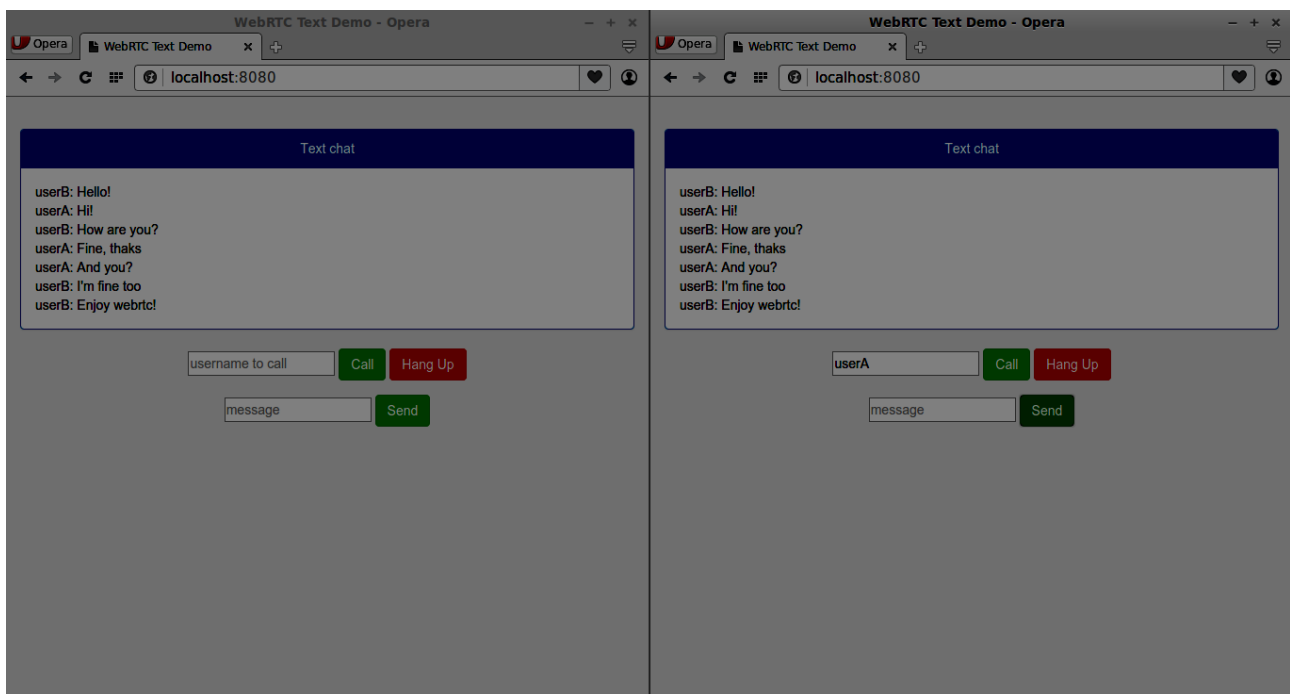 WebRTC Text Demo - Opera
Opera
WebRTC Text Demo
localhost:8080
Text chat
userB: Hello!
userA: Hi!
userB: How are you?
userA: Fine, thaks
userA: And you?
userB: I'm fine too
userB: Enjoy webrtc!
username to call
Call
Hang Up
message
Send
WebRTC Text Demo - Opera
Opera
WebRTC Text Demo
localhost:8080
Text chat
userB: Hello!
userA: Hi!
userB: How are you?
userA: Fine, thaks
userA: And you?
userB: I'm fine too
userB: Enjoy webrtc!
userA
Call
Hang Up
message
Send